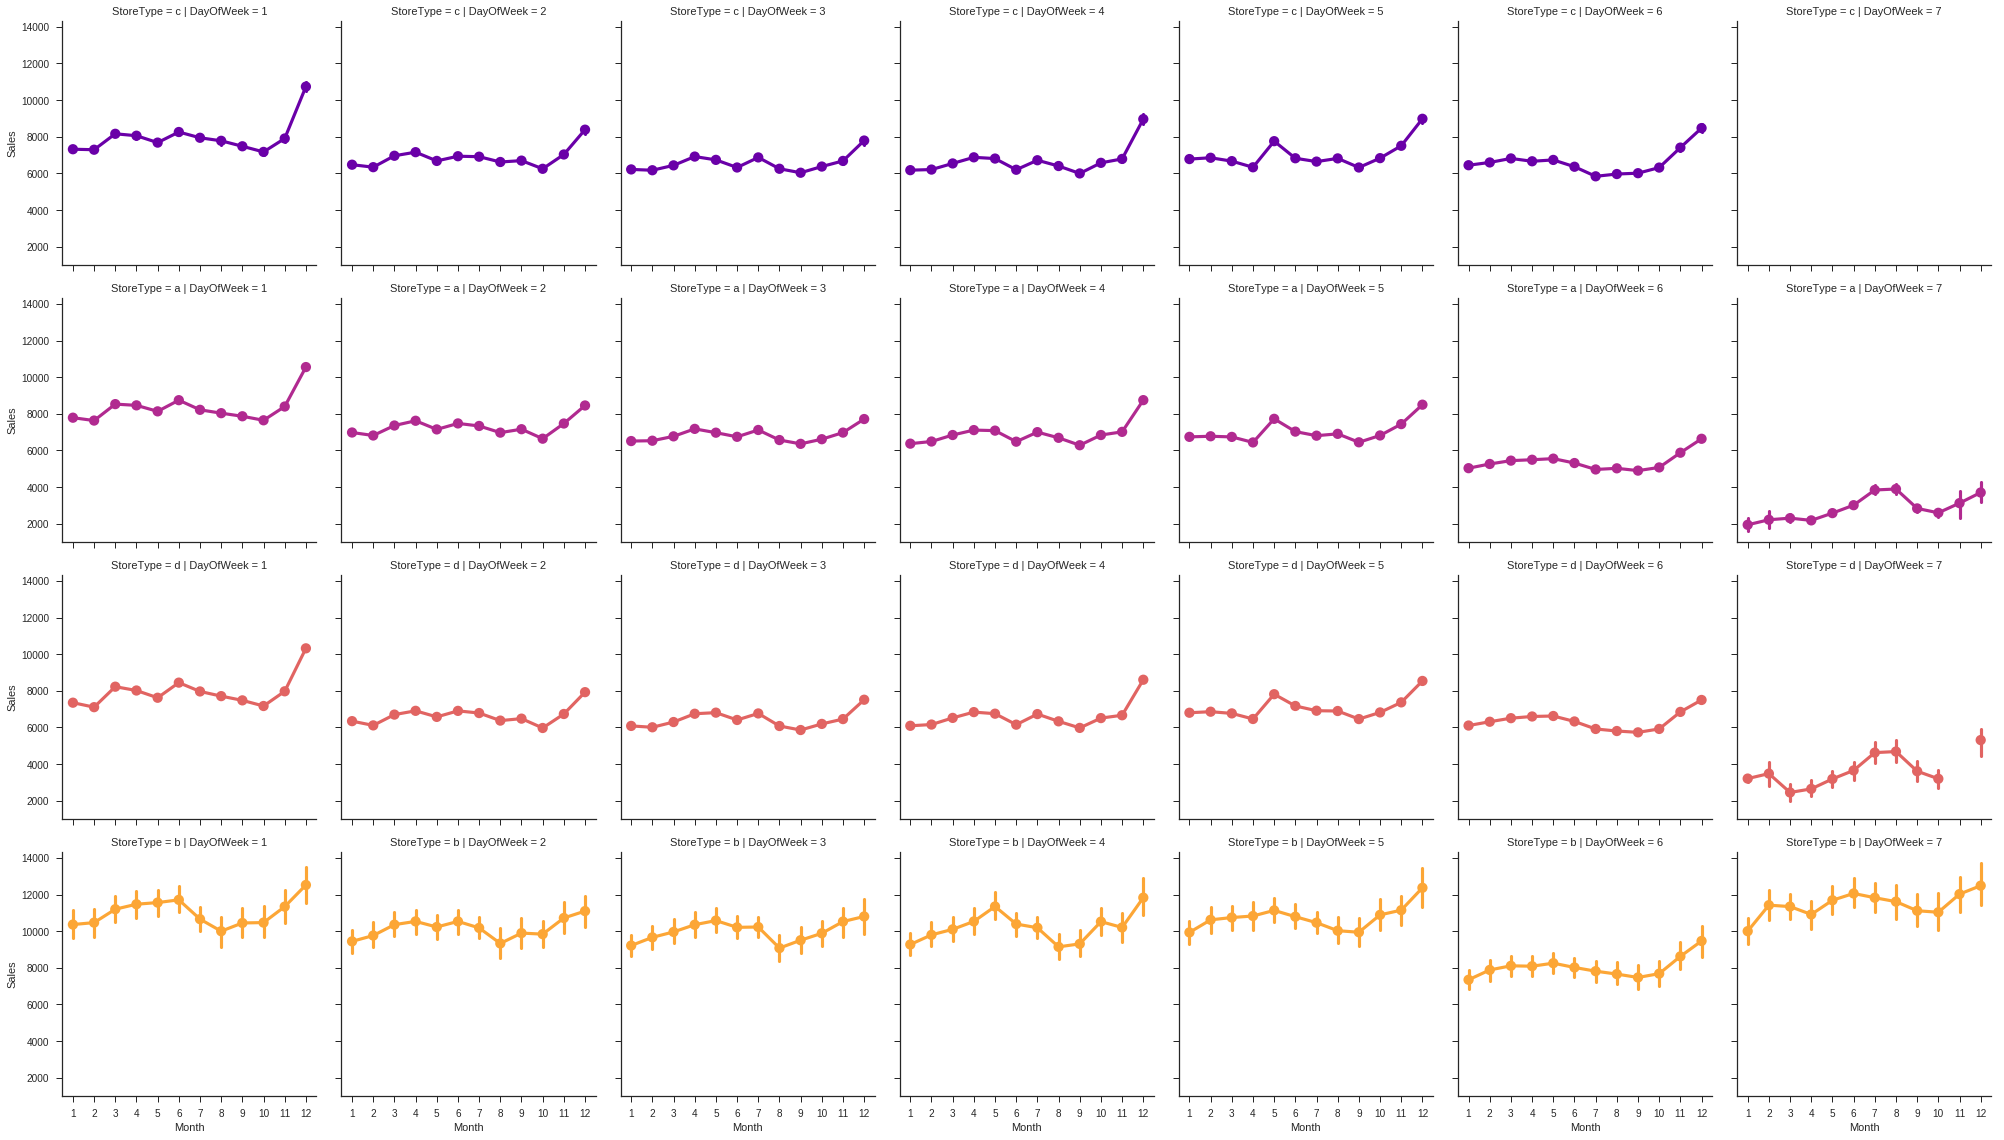 StoreType = c | DayOfWeek = 1 StoreType = c | DayOfWeek = 2 StoreType = c | DayOfWeek = 3 StoreType = c | DayOfWeek = 4 StoreType = c | DayOfWeek = 5 StoreType = c | DayOfWeek = 6 StoreType = c | DayOfWeek = 7
14000
12000
10000
8000
Sales
6000
4000
2000
StoreType = a | DayOfWeek = 1 StoreType = a | DayOfWeek = 2 StoreType = a | DayOfWeek = 3 StoreType = a | DayOfWeek = 4 StoreType = a | DayOfWeek = 5 StoreType = a | DayOfWeek = 6 StoreType = a | DayOfWeek = 7
14000
12000
10000
8000
Sales
6000
4000
2000
StoreType = d | DayOfWeek = 1 StoreType = d | DayOfWeek = 2 StoreType = d | DayOfWeek = 3 StoreType = d | DayOfWeek = 4 StoreType = d | DayOfWeek = 5 StoreType = d | DayOfWeek = 6 StoreType = d | DayOfWeek = 7
14000
12000
10000
8000
Sales
6000
4000
2000
StoreType = b | DayOfWeek = 1 StoreType = b | DayOfWeek = 2 StoreType = b | DayOfWeek = 3 StoreType = b | DayOfWeek = 4 StoreType = b | DayOfWeek = 5 StoreType = b | DayOfWeek = 6 StoreType = b | DayOfWeek = 7
14000
12000
10000
8000
Sales
6000
4000
2000
1 2 3 4 5 6 7 8 9 10 11 12 1 2 3 4 5 6 7 8 9 10 11 12 1 2 3 4 5 6 7 8 9 10 11 12 1 2 3 4 5 6 7 8 9 10 11 12 1 2 3 4 5 6 7 8 9 10 11 12 1 2 3 4 5 6 7 8 9 10 11 12 1 2 3 4 5 6 7 8 9 10 11 12
Month Month Month Month Month Month Month